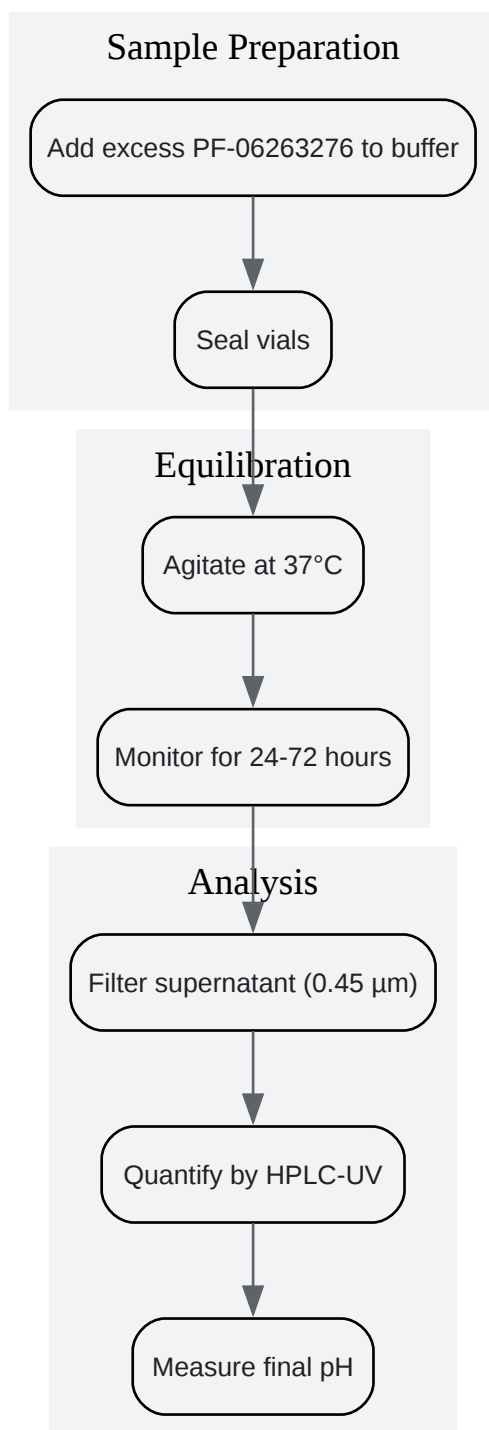 Sample Preparation
Add excess PF-06263276 to buffer
Seal vials
Equilibration
Agitate at 37°C
Monitor for 24-72 hours
Analysis
Filter supernatant (0.45 µm)
Quantify by HPLC-UV
Measure final pH